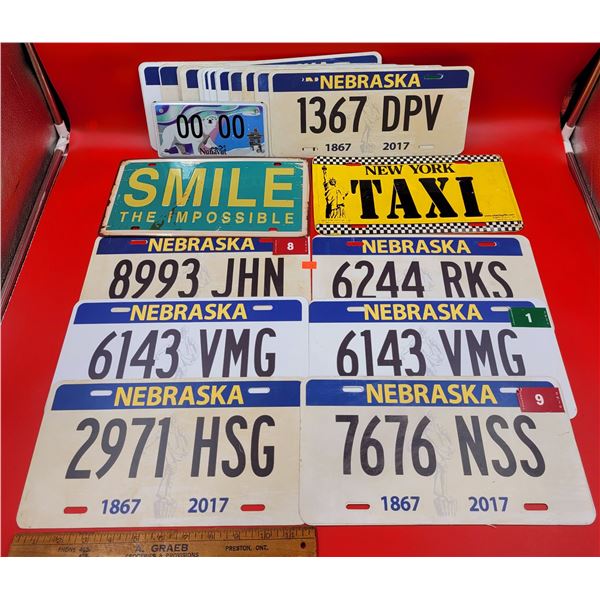 NEBRASKA
1367 DPV
1867 2017
00 00
Nunavut
SMILE
THE IMPOSSIBLE
NEW YORK
TAXI
NEBRASKA 8
8993 JHN
NEBRASKA
6244 RKS
NEBRASKA
6143 VMG
NEBRASKA 1
6143 VMG
NEBRASKA
2971 HSG
1867 2017
NEBRASKA 9
7676 NSS
1867 2017
A. GRAEB
PRESTON, ONT.